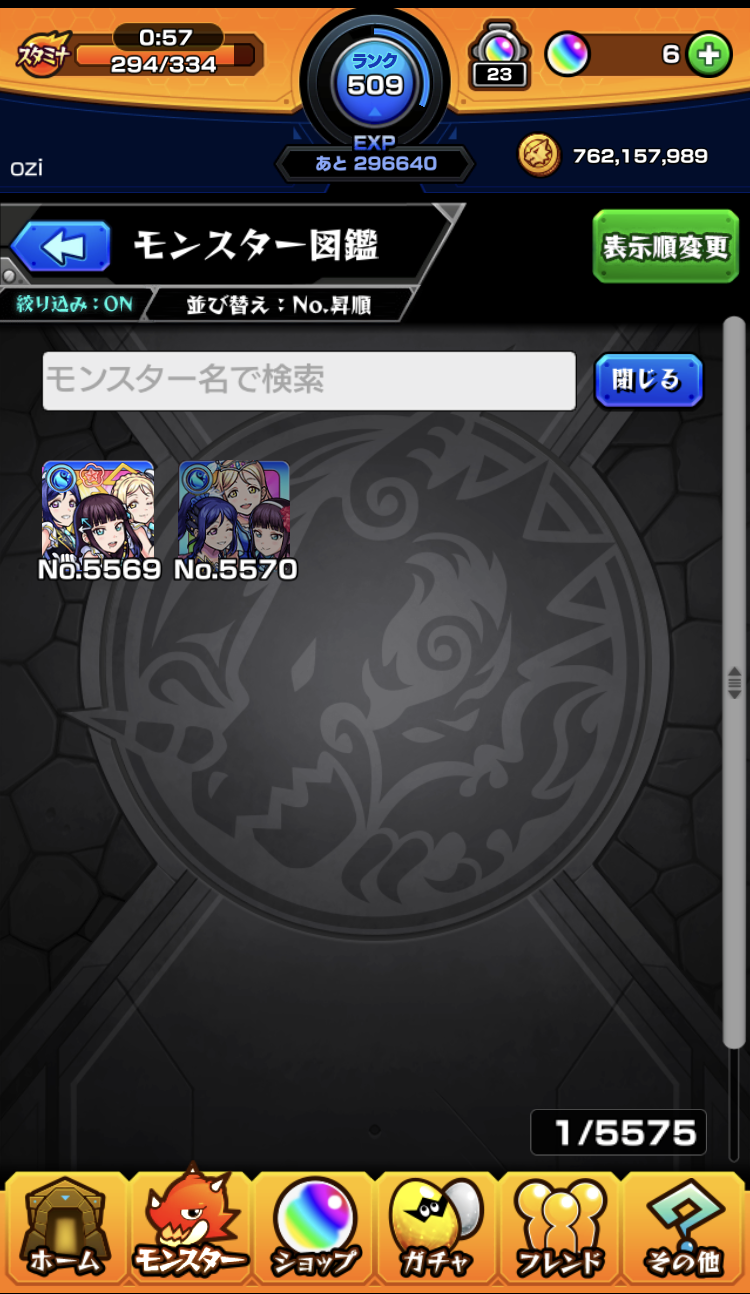 スタミナ
0:57
294/334
ランク
509
EXP
あと 296640
23
6
ozi
762,157,989
モンスター図鑑
表示順変更
絞り込み：ON
並び替え：No.昇順
モンスター名で検索
閉じる
No.5569
No.5570
1/5575
ホーム
モンスター
ショップ
ガチャ
フレンド
その他